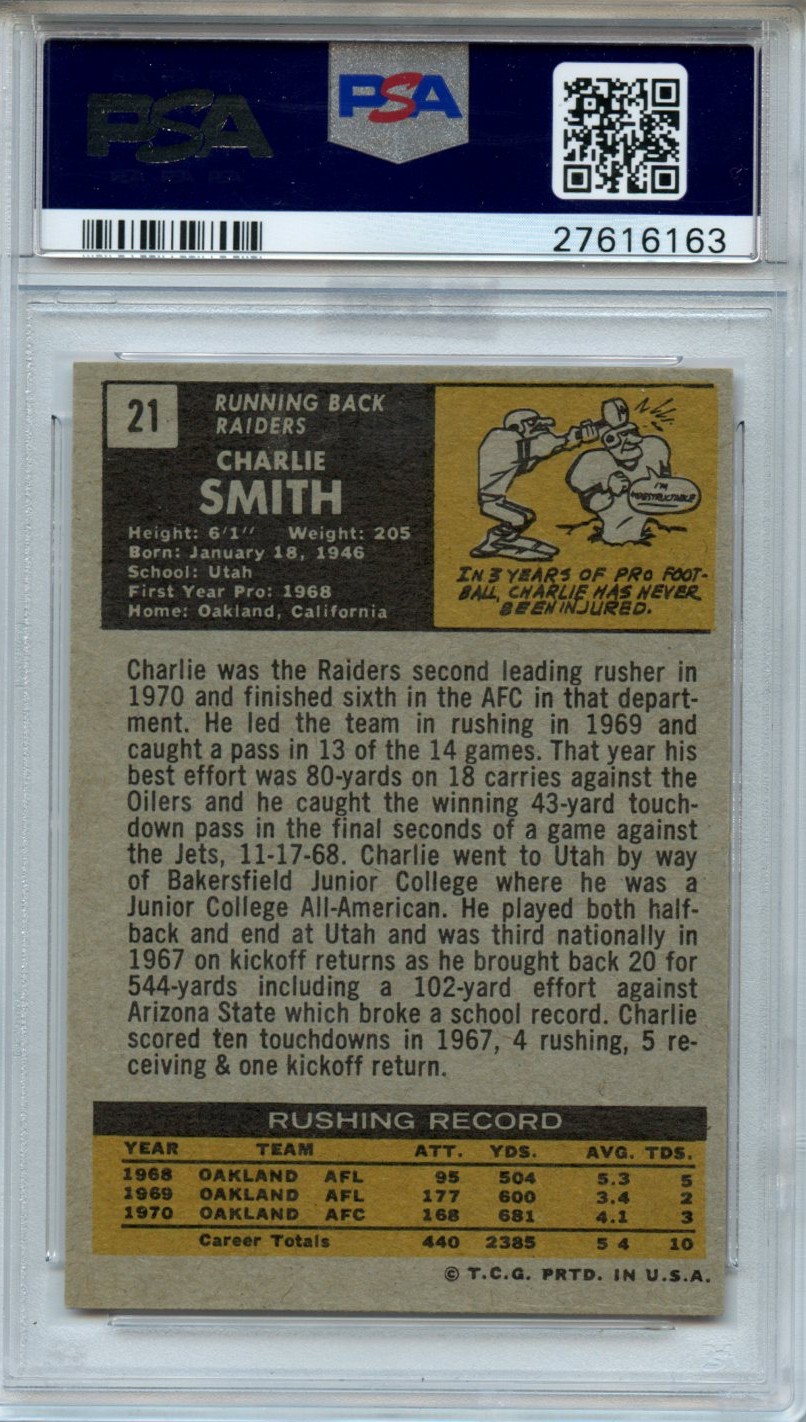 PSA
PSA
27616163
21
RUNNING BACK
RAIDERS
CHARLIE
SMITH
Height: 6'1" Weight: 205
Born: January 18, 1946
School: Utah
First Year Pro: 1968
Home: Oakland, California
I'M
INDESTRUCTABLE
IN 3 YEARS OF PRO FOOT-
BALL, CHARLIE HAS NEVER
BEEN INJURED.
Charlie was the Raiders second leading rusher in
1970 and finished sixth in the AFC in that depart-
ment. He led the team in rushing in 1969 and
caught a pass in 13 of the 14 games. That year his
best effort was 80-yards on 18 carries against the
Oilers and he caught the winning 43-yard touch-
down pass in the final seconds of a game against
the Jets, 11-17-68. Charlie went to Utah by way
of Bakersfield Junior College where he was a
Junior College All-American. He played both half-
back and end at Utah and was third nationally in
1967 on kickoff returns as he brought back 20 for
544-yards including a 102-yard effort against
Arizona State which broke a school record. Charlie
scored ten touchdowns in 1967, 4 rushing, 5 re-
ceiving & one kickoff return.
RUSHING RECORD
YEAR TEAM ATT. YDS. AVG. TDS.
1968 OAKLAND AFL 95 504 5.3 5
1969 OAKLAND AFL 177 600 3.4 2
1970 OAKLAND AFC 168 681 4.1 3
Career Totals 440 2385 5 4 10
© T.C.G. PRTD. IN U.S.A.